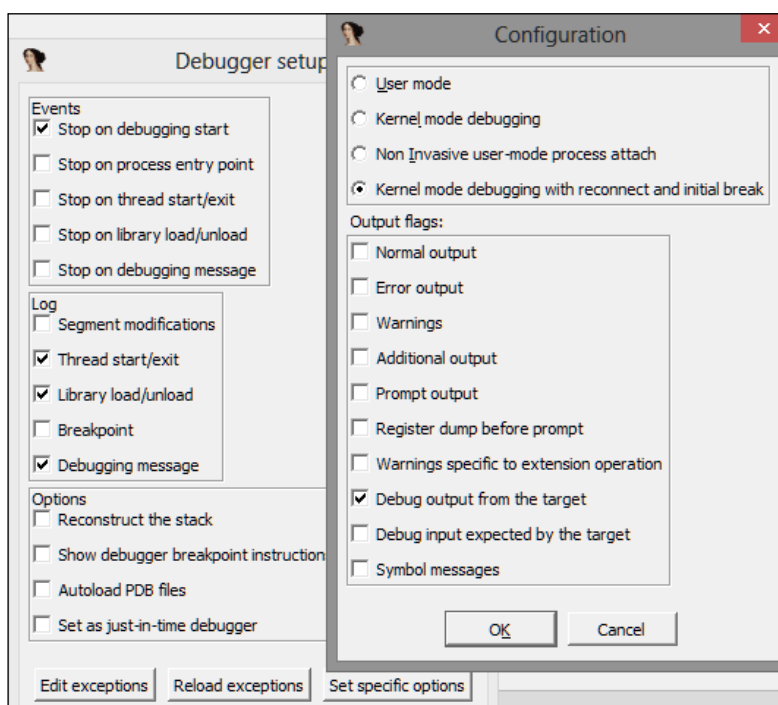 Debugger setup
Events
Stop on debugging start
Stop on process entry point
Stop on thread start/exit
Stop on library load/unload
Stop on debugging message
Log
Segment modifications
Thread start/exit
Library load/unload
Breakpoint
Debugging message
Options
Reconstruct the stack
Show debugger breakpoint instruction
Autoload PDB files
Set as just-in-time debugger
Edit exceptions
Reload exceptions
Set specific options
Configuration
User mode
Kernel mode debugging
Non Invasive user-mode process attach
Kernel mode debugging with reconnect and initial break
Output flags:
Normal output
Error output
Warnings
Additional output
Prompt output
Register dump before prompt
Warnings specific to extension operation
Debug output from the target
Debug input expected by the target
Symbol messages
OK
Cancel